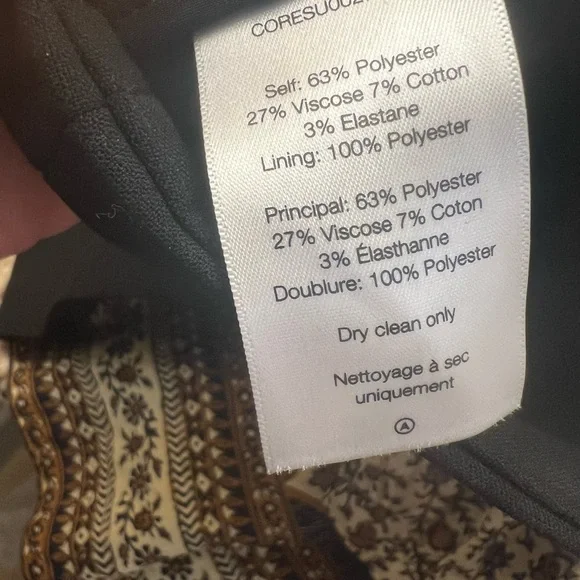 Self: 63% Polyester
27% Viscose 7% Cotton
3% Elastane
Lining: 100% Polyester
Principal: 63% Polyester
27% Viscose 7% Coton
3% Élasthanne
Doublure: 100% Polyester
Dry clean only
Nettoyage à sec
uniquement
A